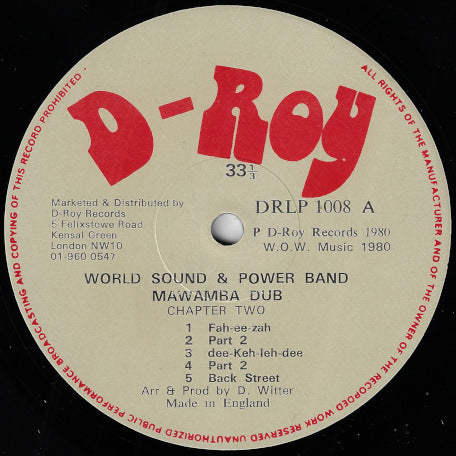 D-Roy
33⅓
Marketed & Distributed by
D-Roy Records
5 Felixstowe Road
Kensal Green
London NW10
01-960 0547
DRLP 1008 A
P D-Roy Records 1980
W.O.W. Music 1980
WORLD SOUND & POWER BAND
MAWAMBA DUB
CHAPTER TWO
1 Fah-ee-zah
2 Part 2
3 dee-Keh-leh-dee
4 Part 2
5 Back Street
Arr & Prod by D. Witter
Made in England
ALL RIGHTS OF THE MANUFACTURER AND OF THE OWNER OF THE RECORDED WORK RESERVED UNAUTHORIZED PUBLIC PERFORMANCE BROADCASTING AND COPYING OF THIS RECORD PROHIBITED